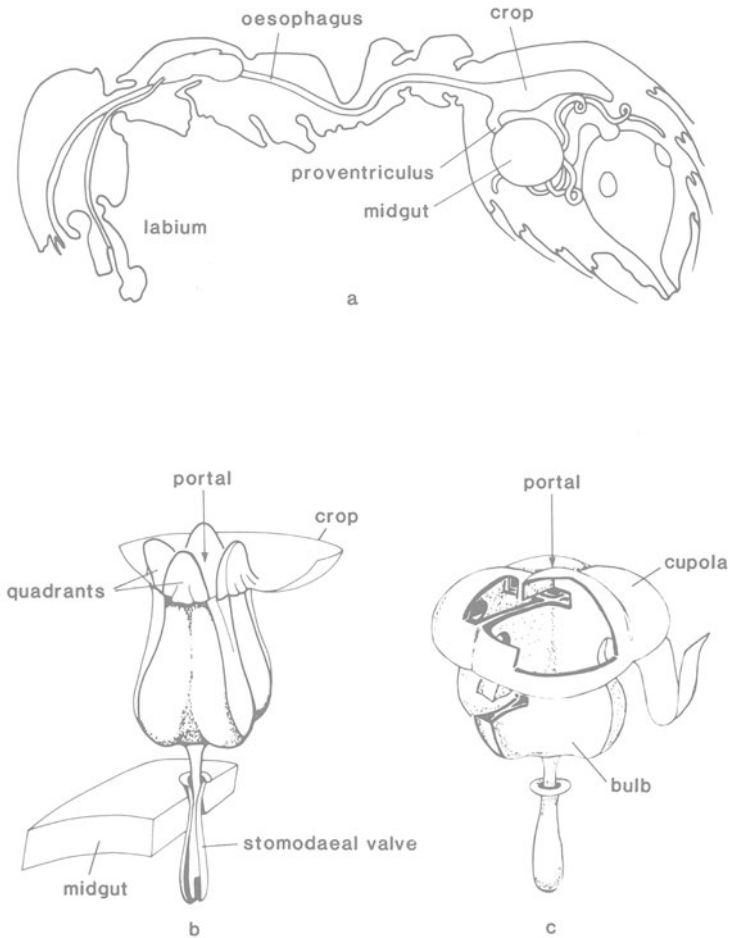 oesophagus
crop
proventriculus
midgut
labium
a
portal
crop
quadrants
stomodaeal valve
midgut
b
portal
cupola
bulb
c